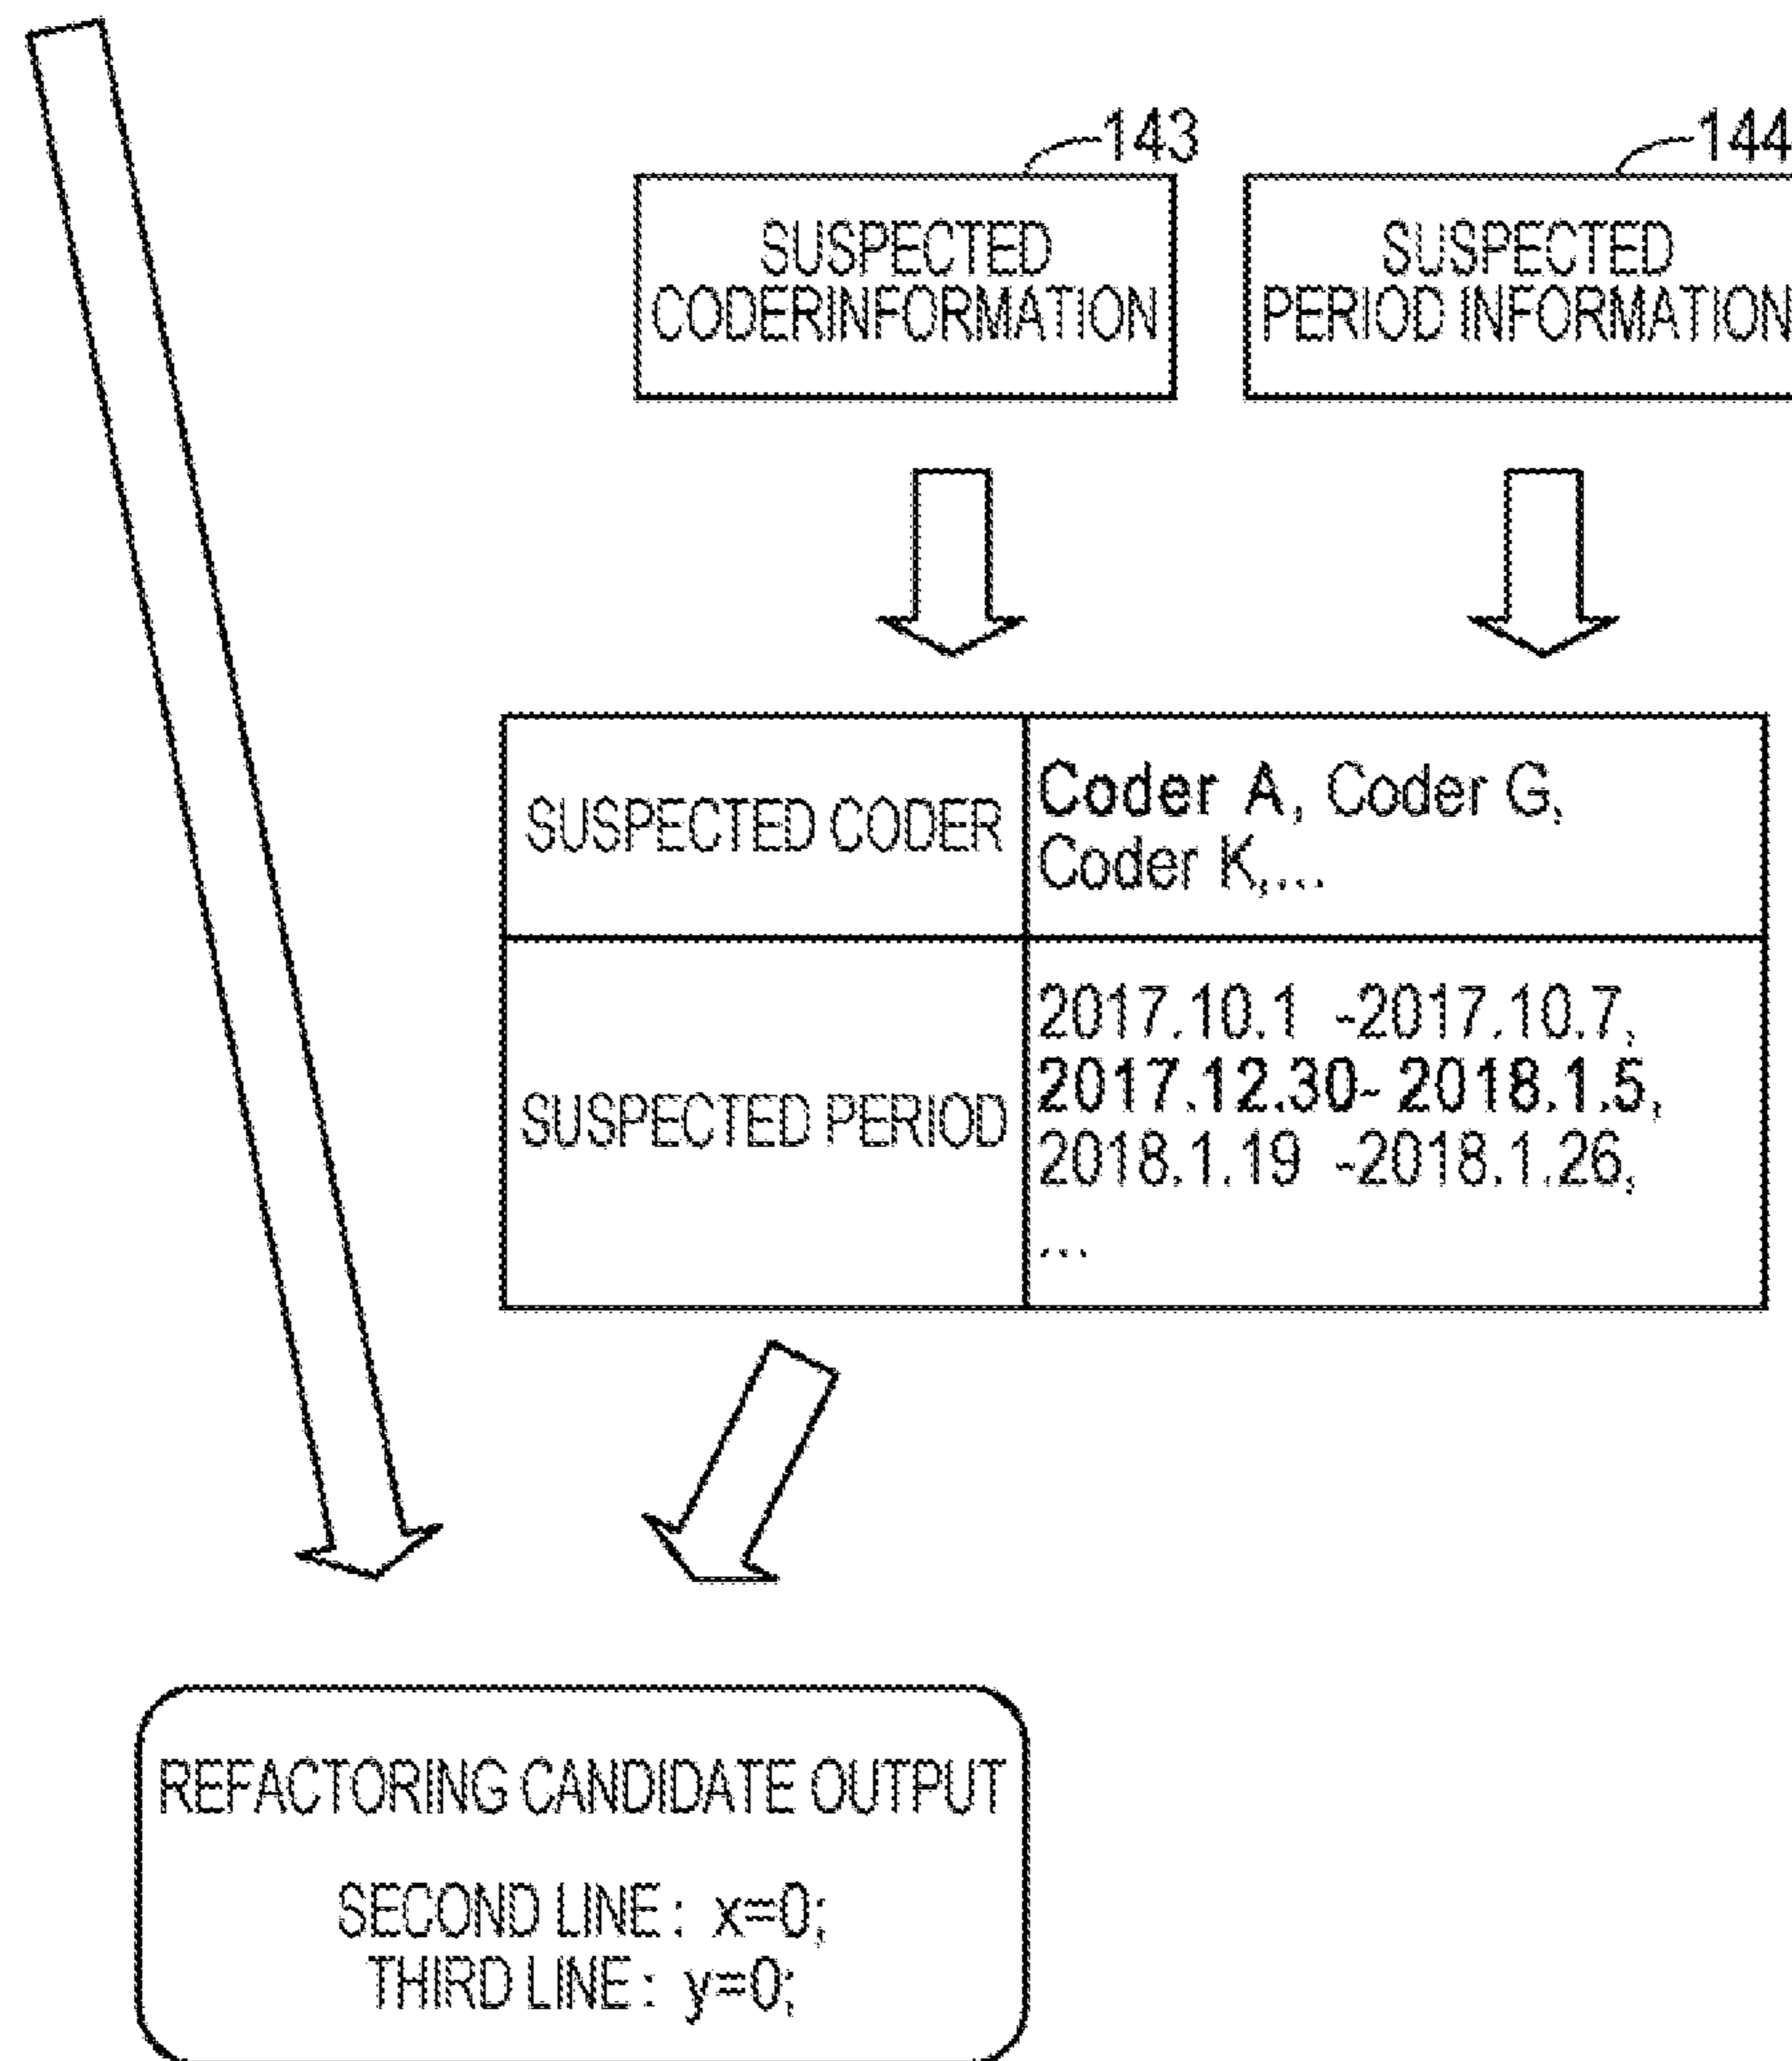 143
144
SUSPECTED
CODERINFORMATION
SUSPECTED
PERIOD INFORMATION
SUSPECTED CODER
Coder A, Coder G,
Coder K,...
SUSPECTED PERIOD
2017.10.1 -2017.10.7,
2017.12.30- 2018.1.5,
2018.1.19 -2018.1.26,
...
REFACTORING CANDIDATE OUTPUT
SECOND LINE: x=0;
THIRD LINE: y=0;